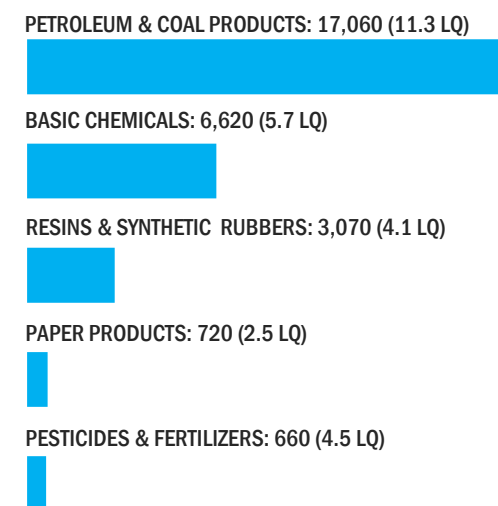 PETROLEUM & COAL PRODUCTS: 17,060 (11.3 LQ)
BASIC CHEMICALS: 6,620 (5.7 LQ)
RESINS & SYNTHETIC RUBBERS: 3,070 (4.1 LQ)
PAPER PRODUCTS: 720 (2.5 LQ)
PESTICIDES & FERTILIZERS: 660 (4.5 LQ)